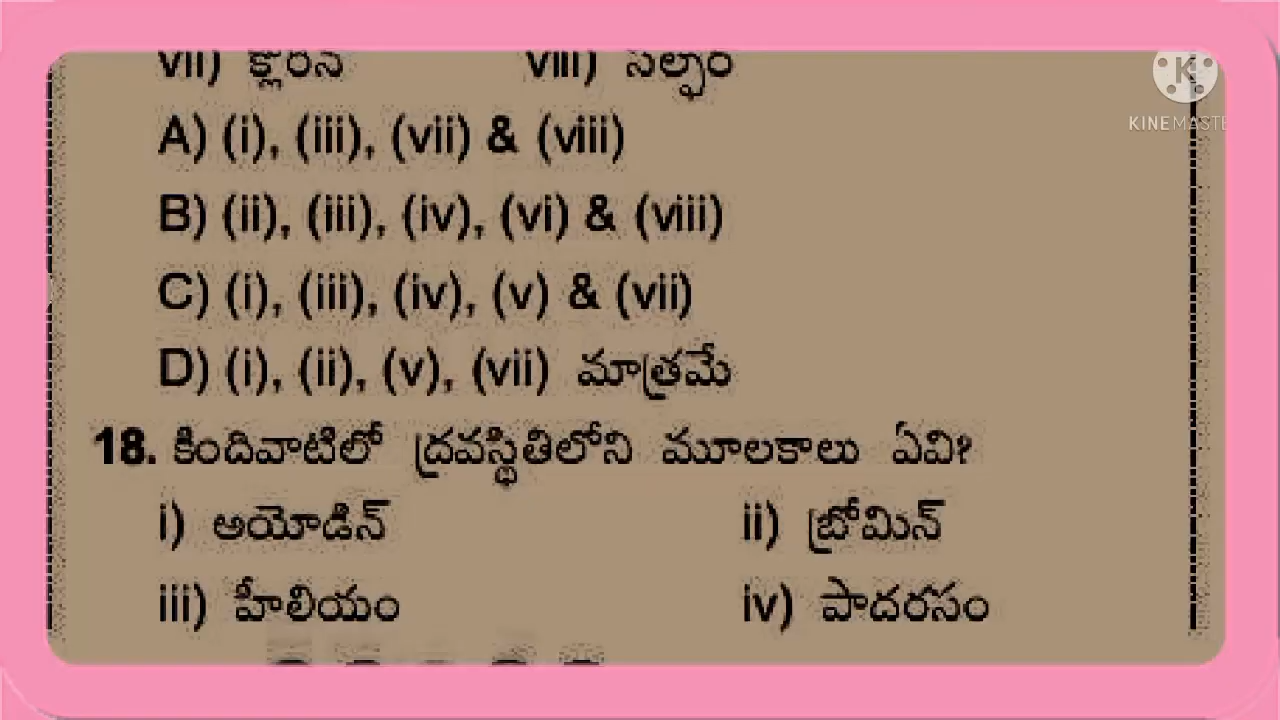 vii) క్లోరిన్ viii) సల్ఫర్
A) (i), (iii), (vii) & (viii)
B) (ii), (iii), (iv), (vi) & (viii)
C) (i), (iii), (iv), (v) & (vii)
D) (i), (ii), (v), (vii) మాత్రమే
18. కిందివాటిలో ద్రవస్థితిలోని మూలకాలు ఏవి?
i) అయోడిన్ ii) బ్రోమిన్
iii) హీలియం iv) పాదరసం
KINEMASTE